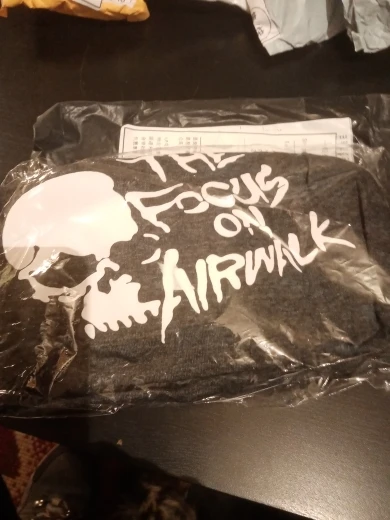 THE
FOCUS
ON
AIRWALK